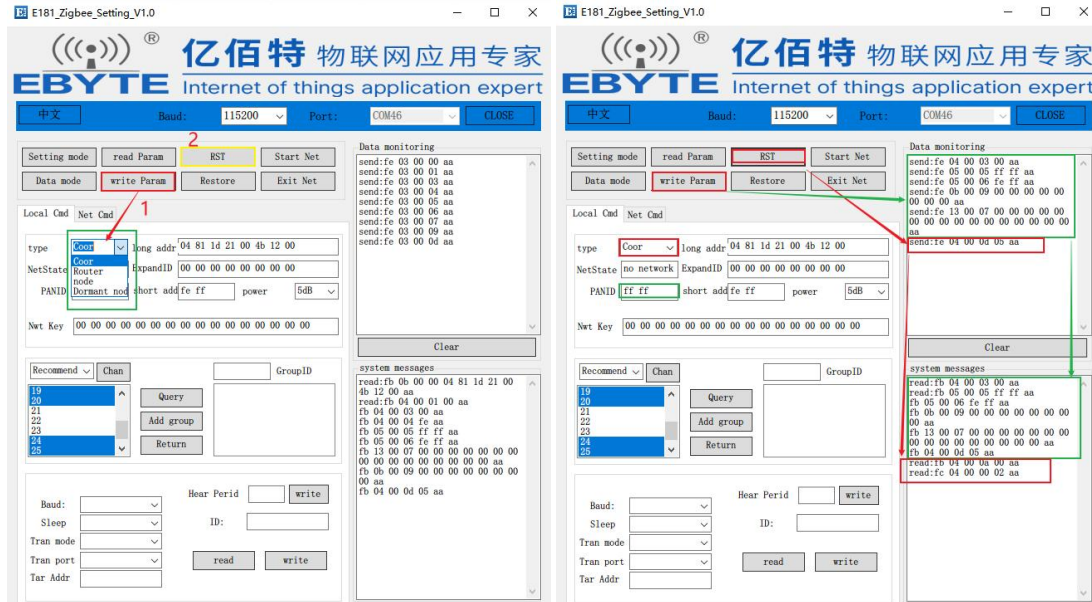 E181_Zigbee_Setting_V1.0
®
EBYTE
亿佰特 物联网应用专家
Internet of things application expert
中文 Baud: 115200 Port: COM46 CLOSE
2
Setting mode read Param RST Start Net
Data mode write Param Restore Exit Net
1
Local Cmd Net Cmd
type Coor long addr 04 81 1d 21 00 4b 12 00
Coor
Router
node
Dormant nod
NetState ExpandID 00 00 00 00 00 00 00 00
PANID short add fe ff power 5dB
Nwt Key 00 00 00 00 00 00 00 00 00 00 00 00 00 00 00 00
Recommend Chan GroupID
19
20
21
22
23
24
25
Query
Add group
Return
Baud:
Sleep
Tran mode
Tran port
Tar Addr
Hear Perid write
ID:
read write
Data monitoring
send:fe 03 00 00 aa
send:fe 03 00 01 aa
send:fe 03 00 03 aa
send:fe 03 00 04 aa
send:fe 03 00 05 aa
send:fe 03 00 06 aa
send:fe 03 00 07 aa
send:fe 03 00 09 aa
send:fe 03 00 0d aa
Clear
system messages
read:fb 0b 00 00 04 81 1d 21 00
4b 12 00 aa
read:fb 04 00 01 00 aa
fb 04 00 03 00 aa
fb 04 00 04 fe aa
fb 05 00 05 ff ff aa
fb 05 00 06 fe ff aa
fb 13 00 07 00 00 00 00 00 00 00
00 00 00 00 00 00 00 00 00 aa
fb 0b 00 09 00 00 00 00 00 00 00
00 aa
fb 04 00 0d 05 aa
E181_Zigbee_Setting_V1.0
®
EBYTE
亿佰特 物联网应用专家
Internet of things application expert
中文 Baud: 115200 Port: COM46 CLOSE
Setting mode read Param RST Start Net
Data mode write Param Restore Exit Net
Local Cmd Net Cmd
type Coor long addr 04 81 1d 21 00 4b 12 00
NetState no network ExpandID 00 00 00 00 00 00 00 00
PANID ff ff short add fe ff power 5dB
Nwt Key 00 00 00 00 00 00 00 00 00 00 00 00 00 00 00 00
Recommend Chan GroupID
19
20
21
22
23
24
25
Query
Add group
Return
Baud:
Sleep
Tran mode
Tran port
Tar Addr
Hear Perid write
ID:
read write
Data monitoring
send:fe 04 00 03 00 aa
send:fe 05 00 05 ff ff aa
send:fe 05 00 06 fe ff aa
send:fe 0b 00 09 00 00 00 00 00
00 00 00 aa
send:fe 13 00 07 00 00 00 00 00
00 00 00 00 00 00 00 00 00 00 00
aa
send:fe 04 00 0d 05 aa
Clear
system messages
read:fb 04 00 03 00 aa
read:fb 05 00 05 ff ff aa
fb 05 00 06 fe ff aa
fb 0b 00 09 00 00 00 00 00 00 00
00 aa
fb 13 00 07 00 00 00 00 00 00 00
00 00 00 00 00 00 00 00 00 aa
fb 04 00 0d 05 aa
read:fb 04 00 0a 00 aa
read:fc 04 00 00 02 aa